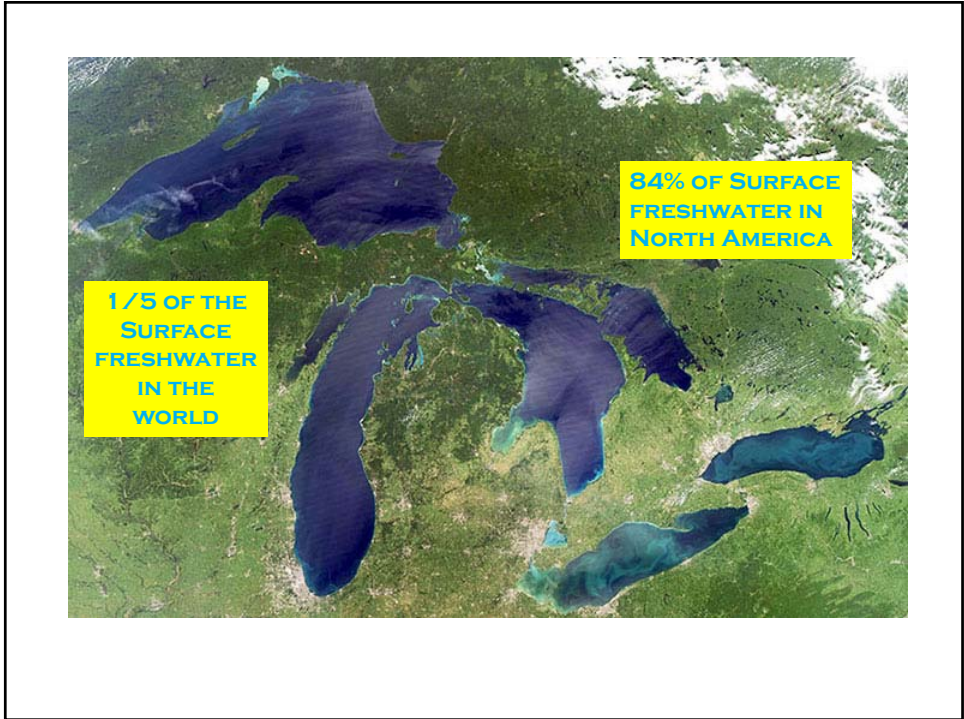 84% of Surface
freshwater in
North America
1/5 of the
Surface
freshwater
in the
world